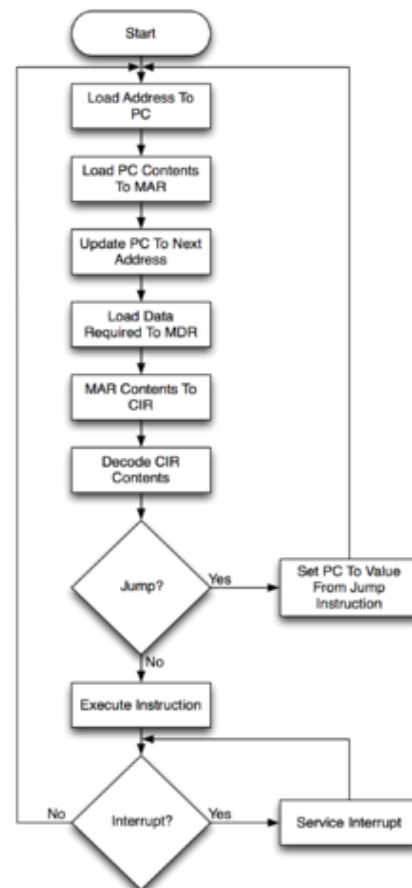 Start
Load Address To
PC
Load PC Contents
To MAR
Update PC To Next
Address
Load Data
Required To MDR
MAR Contents To
CIR
Decode CIR
Contents
Jump?
Yes
Set PC To Value
From Jump
Instruction
No
Execute Instruction
No
Interrupt?
Yes
Service Interrupt